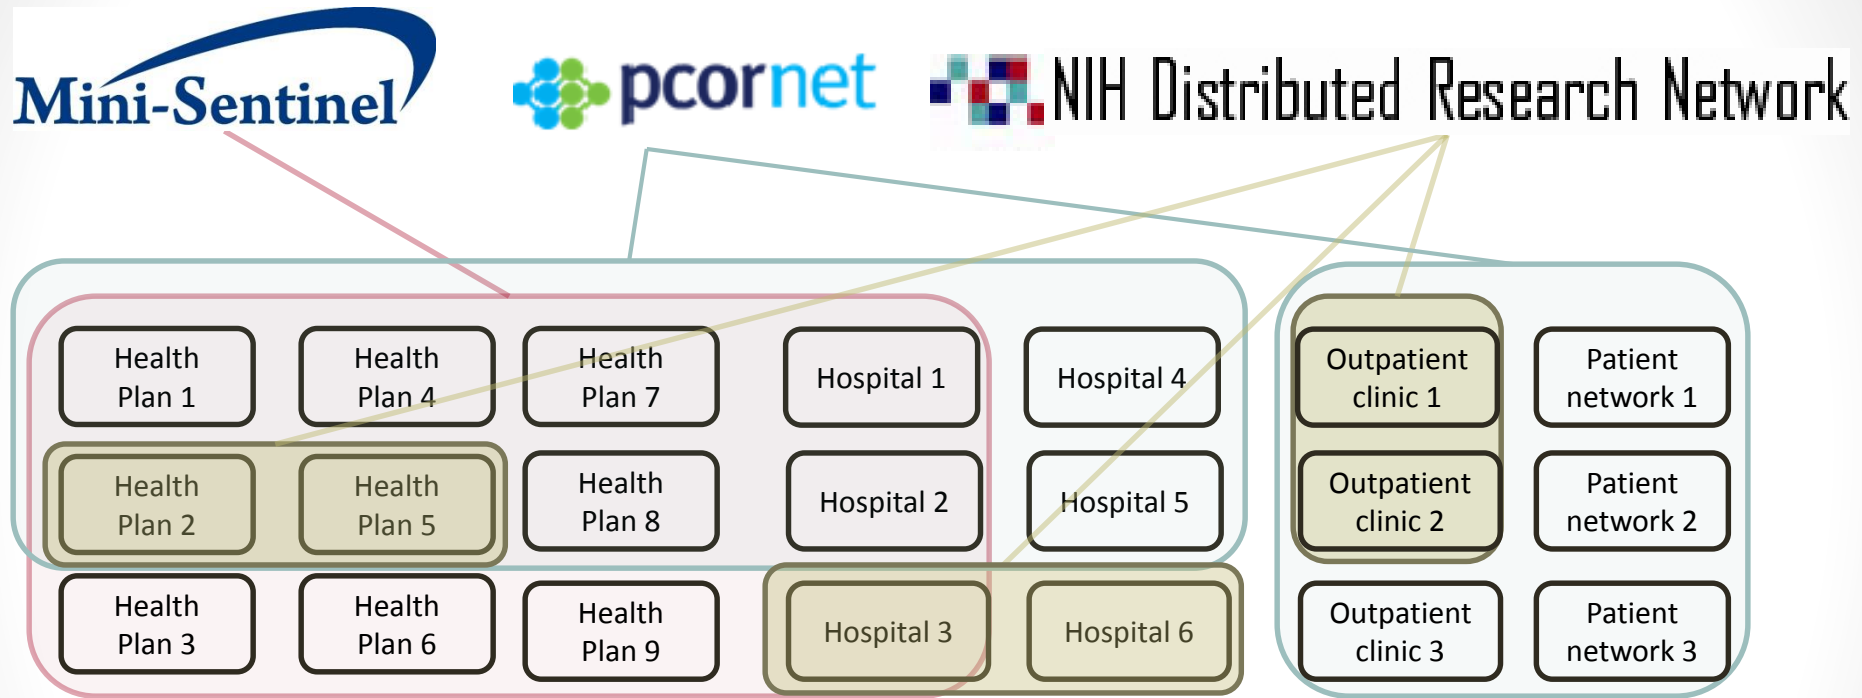 Mini-Sentinel
pcornet
NIH Distributed Research Network
Health
Plan 1
Health
Plan 4
Health
Plan 7
Hospital 1
Hospital 4
Outpatient
clinic 1
Patient
network 1
Health
Plan 2
Health
Plan 5
Health
Plan 8
Hospital 2
Hospital 5
Outpatient
clinic 2
Patient
network 2
Health
Plan 3
Health
Plan 6
Health
Plan 9
Hospital 3
Hospital 6
Outpatient
clinic 3
Patient
network 3